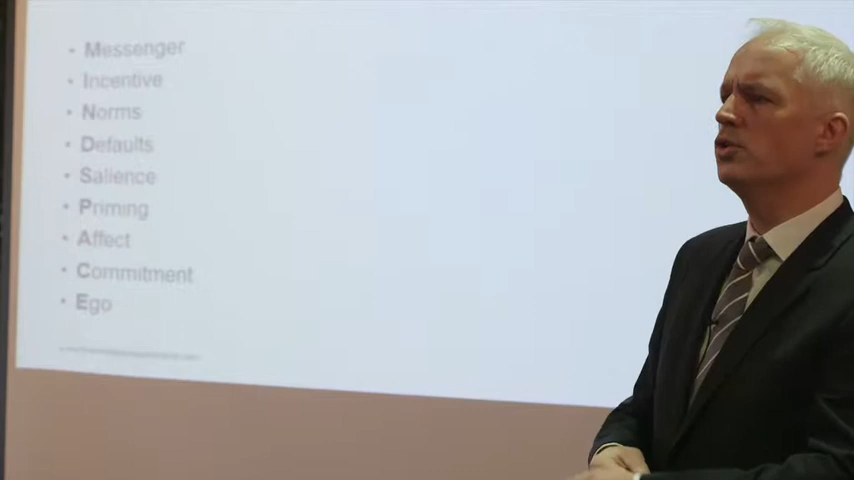 • Messenger
• Incentive
• Norms
• Defaults
• Salience
• Priming
• Affect
• Commitment
• Ego